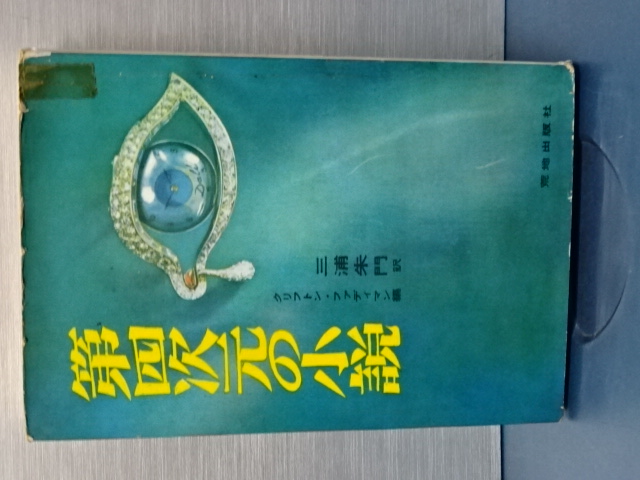 第四次元の小説
クリフトン・ファディマン編
三浦朱門訳
荒地出版社